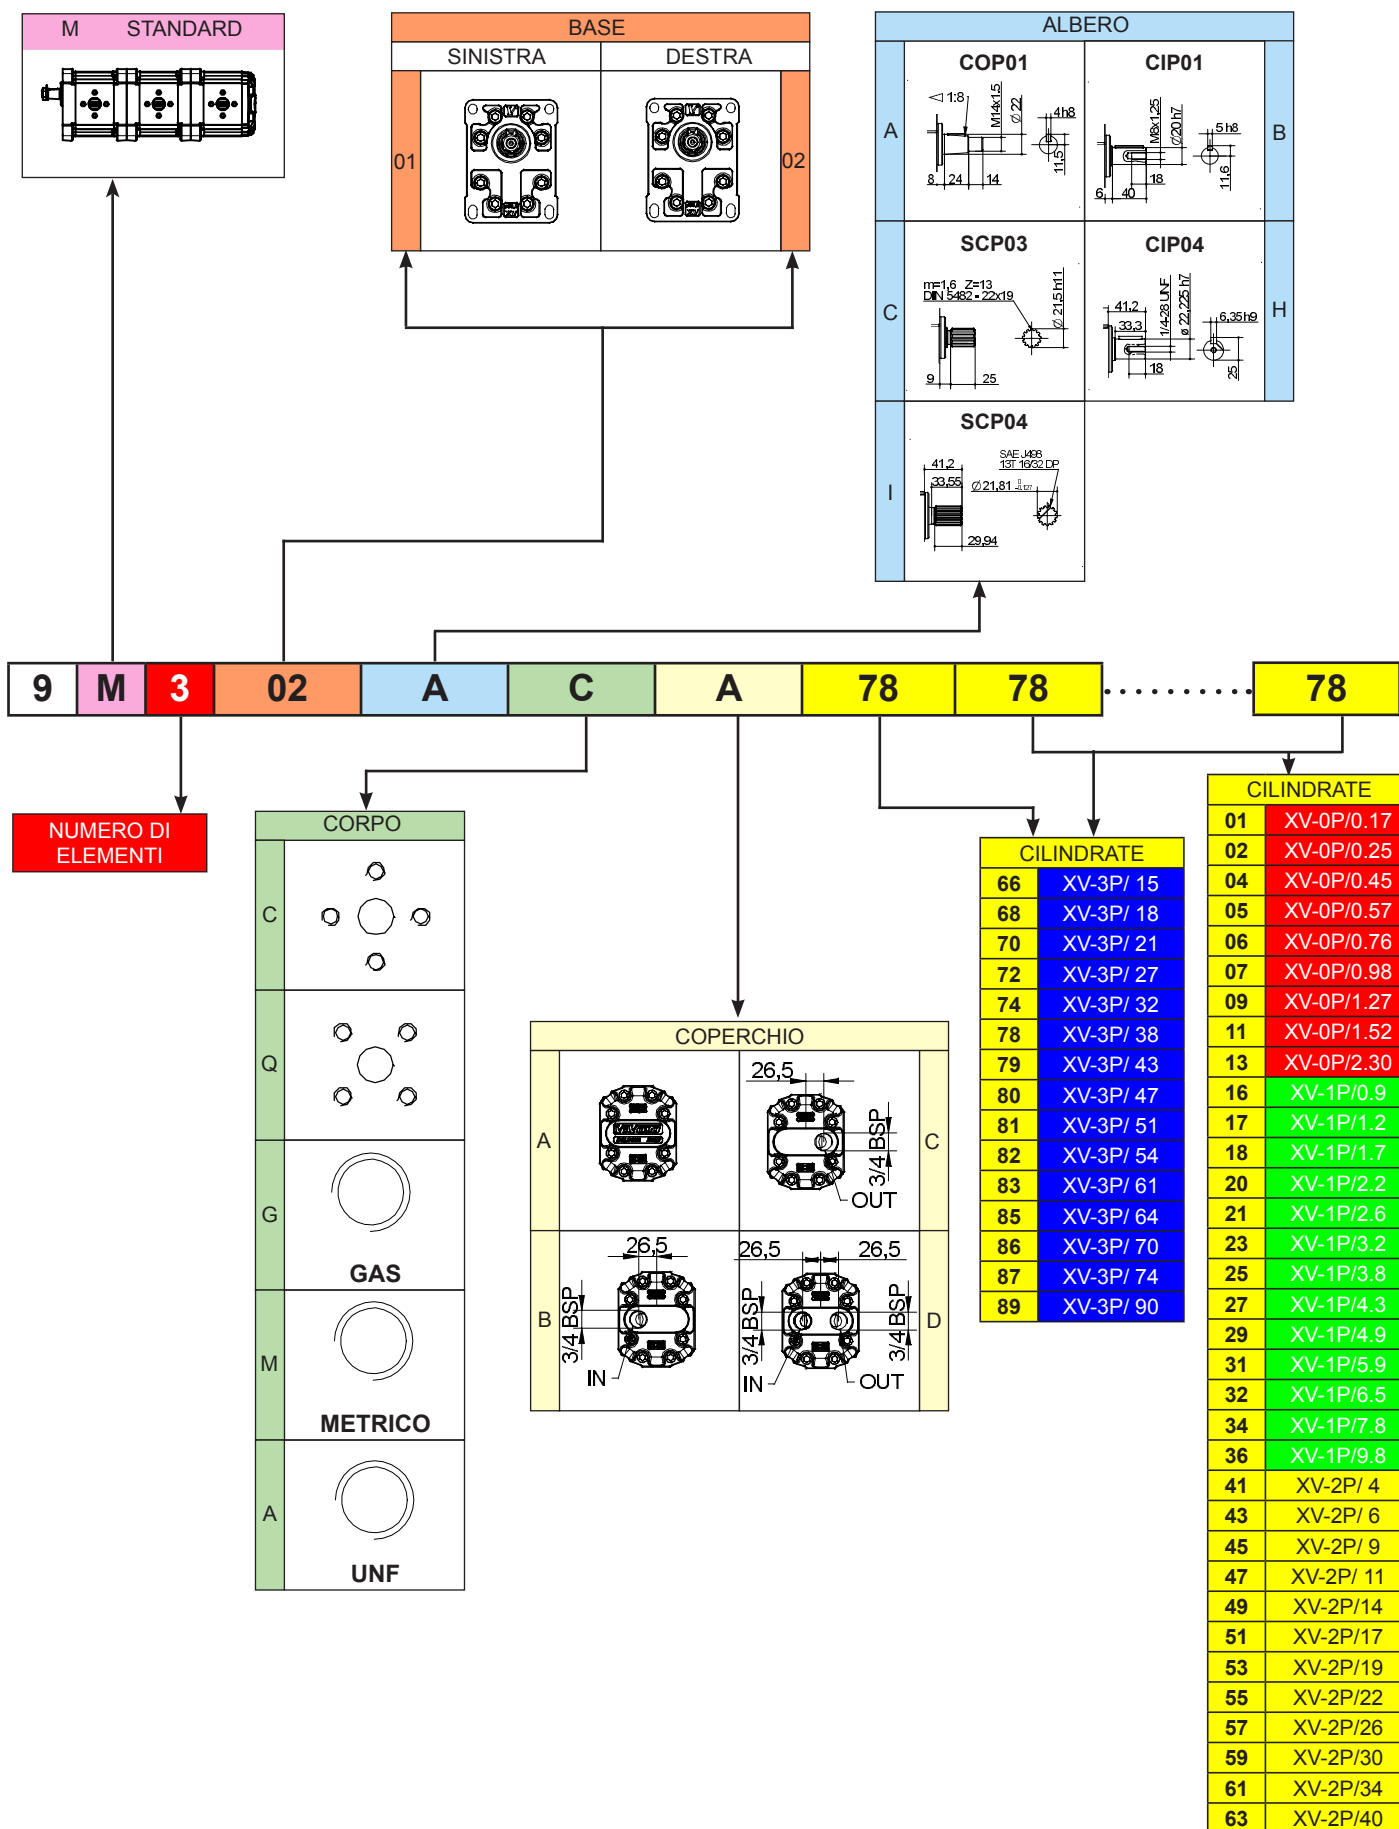 M STANDARD
BASE
SINISTRA DESTRA
01 02
ALBERO
A COP01 CIP01 B
1:8 M14x1.5 Ø 22 4 h8 11,5 8 24 14
M8x1,25 Ø20 h7 5 h8 11,6 18 6 40
C SCP03 CIP04 H
m=1,6 Z=13
DIN 5482 - 22x19
Ø 21,5 h11
9 25
41,2 33,3 1/4-28 UNF ø 22,225 h7 6,35 h9 25 18
I SCP04
41,2 33,55
SAE J498
13T 16/32 DP
Ø 21,81 0 -0,127
29,94
9 M 3 02 A C A 78 78 ........... 78
NUMERO DI
ELEMENTI
CORPO
C
Q
G
GAS
M
METRICO
A
UNF
COPERCHIO
A C
26,5 3/4 BSP OUT
B D
26,5 3/4 BSP IN
26,5 26,5 3/4 BSP 3/4 BSP IN OUT
CILINDRATE
66 XV-3P/ 15
68 XV-3P/ 18
70 XV-3P/ 21
72 XV-3P/ 27
74 XV-3P/ 32
78 XV-3P/ 38
79 XV-3P/ 43
80 XV-3P/ 47
81 XV-3P/ 51
82 XV-3P/ 54
83 XV-3P/ 61
85 XV-3P/ 64
86 XV-3P/ 70
87 XV-3P/ 74
89 XV-3P/ 90
CILINDRATE
01 XV-0P/0.17
02 XV-0P/0.25
04 XV-0P/0.45
05 XV-0P/0.57
06 XV-0P/0.76
07 XV-0P/0.98
09 XV-0P/1.27
11 XV-0P/1.52
13 XV-0P/2.30
16 XV-1P/0.9
17 XV-1P/1.2
18 XV-1P/1.7
20 XV-1P/2.2
21 XV-1P/2.6
23 XV-1P/3.2
25 XV-1P/3.8
27 XV-1P/4.3
29 XV-1P/4.9
31 XV-1P/5.9
32 XV-1P/6.5
34 XV-1P/7.8
36 XV-1P/9.8
41 XV-2P/ 4
43 XV-2P/ 6
45 XV-2P/ 9
47 XV-2P/ 11
49 XV-2P/14
51 XV-2P/17
53 XV-2P/19
55 XV-2P/22
57 XV-2P/26
59 XV-2P/30
61 XV-2P/34
63 XV-2P/40